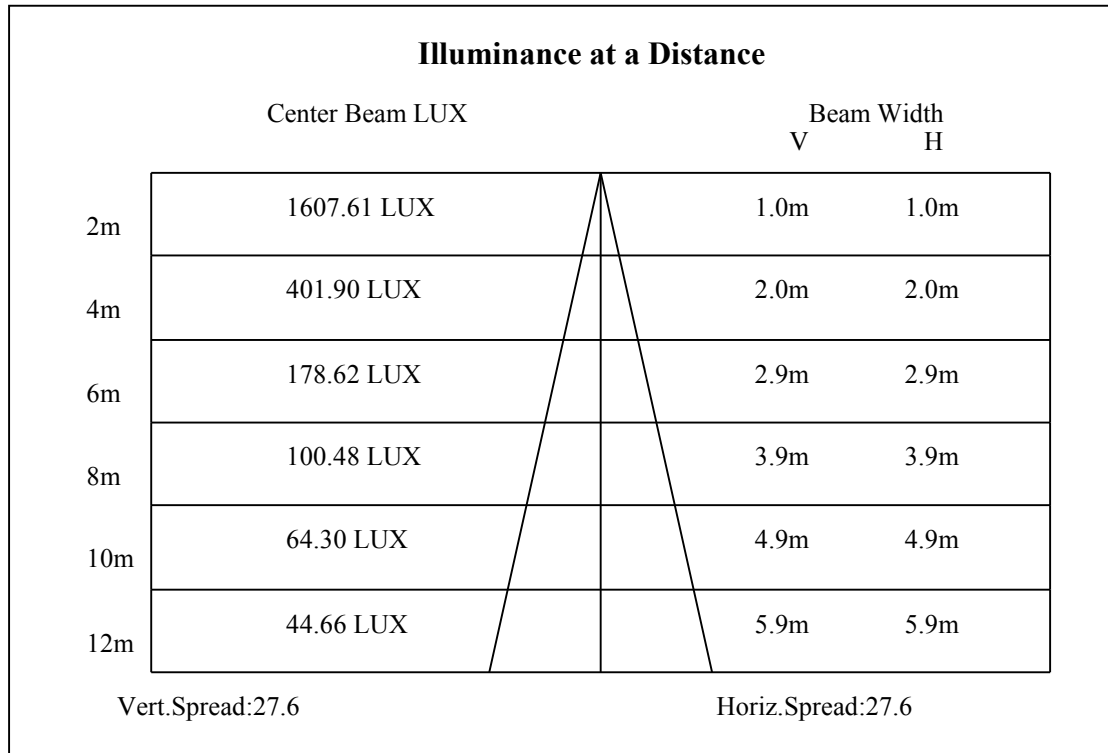 Illuminance at a Distance
Center Beam LUX Beam Width
V H
2m 1607.61 LUX 1.0m 1.0m
4m 401.90 LUX 2.0m 2.0m
6m 178.62 LUX 2.9m 2.9m
8m 100.48 LUX 3.9m 3.9m
10m 64.30 LUX 4.9m 4.9m
12m 44.66 LUX 5.9m 5.9m
Vert.Spread:27.6 Horiz.Spread:27.6